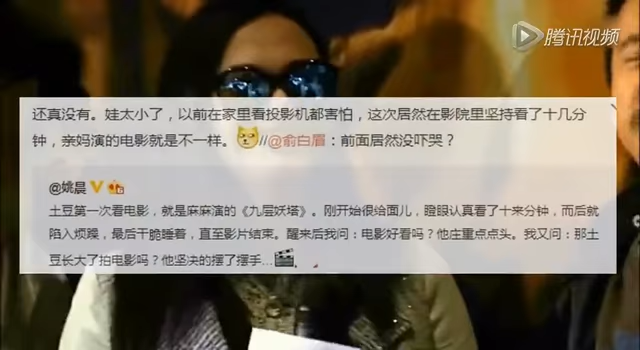 腾讯视频
还真没有。娃太小了，以前在家里看投影机都害怕，这次居然在影院里坚持看了十几分
钟，亲妈演的电影就是不一样。//@俞白眉：前面居然没吓哭？
@姚晨
土豆第一次看电影，就是麻麻演的《九层妖塔》。刚开始很给面儿，瞪眼认真看了十来分钟，而后就
陷入烦躁，最后干脆睡着，直至影片结束。醒来后我问：电影好看吗？他庄重点点头。我又问：那土
豆长大了拍电影吗？他坚决的摆了摆手...